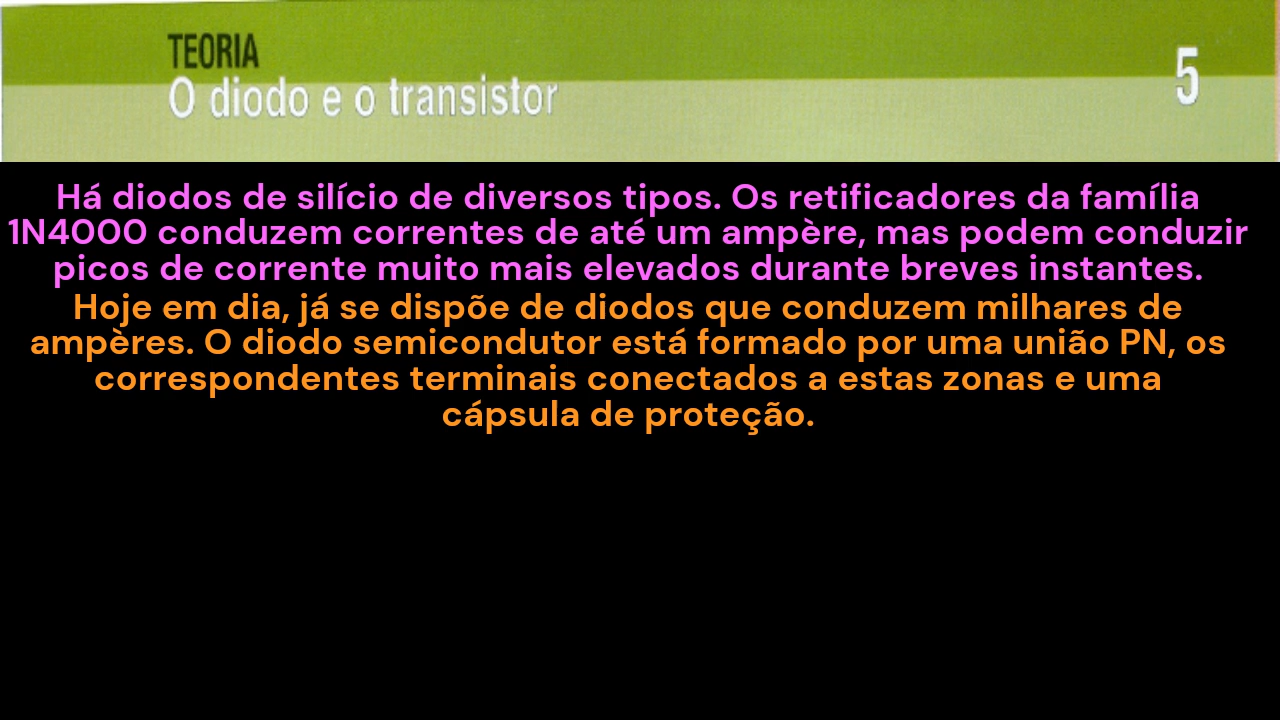 TEORIA
O diodo e o transistor
5
Há diodos de silício de diversos tipos. Os retificadores da família
1N4000 conduzem correntes de até um ampère, mas podem conduzir
picos de corrente muito mais elevados durante breves instantes.
Hoje em dia, já se dispõe de diodos que conduzem milhares de
ampères. O diodo semicondutor está formado por uma união PN, os
correspondentes terminais conectados a estas zonas e uma
cápsula de proteção.